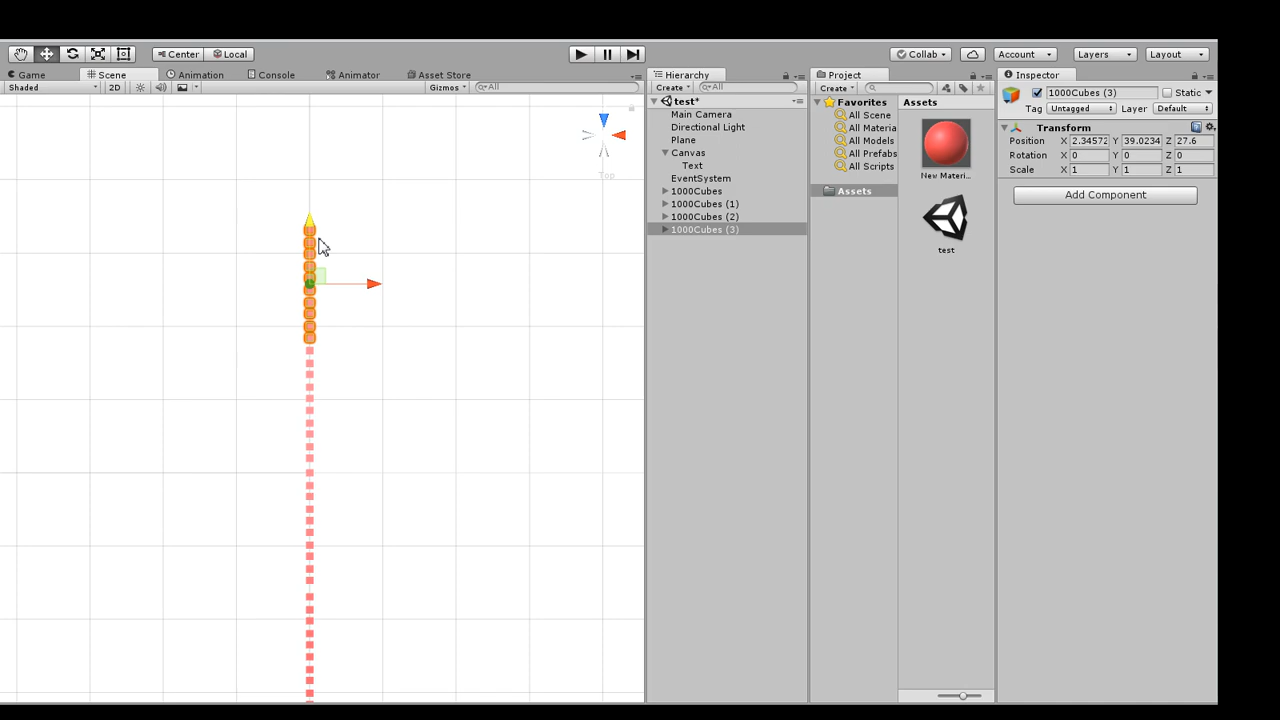 Center Local Collab Account Layers Layout
Game Scene Animation Console Animator Asset Store Hierarchy Project Inspector
Shaded 2D Gizmos All Create All Create
test*
Main Camera
Directional Light
Plane
Canvas
Text
EventSystem
1000Cubes
1000Cubes (1)
1000Cubes (2)
1000Cubes (3)
Top
Favorites
All Scene
All Materia
All Models
All Prefabs
All Scripts
Assets
Assets
New Materi...
test
1000Cubes (3) Static
Tag Untagged Layer Default
Transform
Position X 2.34572 Y 39.0234 Z 27.6
Rotation X 0 Y 0 Z 0
Scale X 1 Y 1 Z 1
Add Component